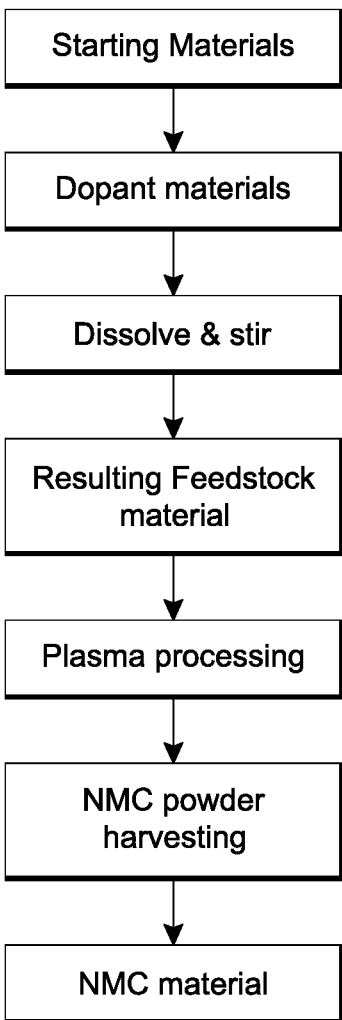 Starting Materials
Dopant materials
Dissolve & stir
Resulting Feedstock
material
Plasma processing
NMC powder
harvesting
NMC material